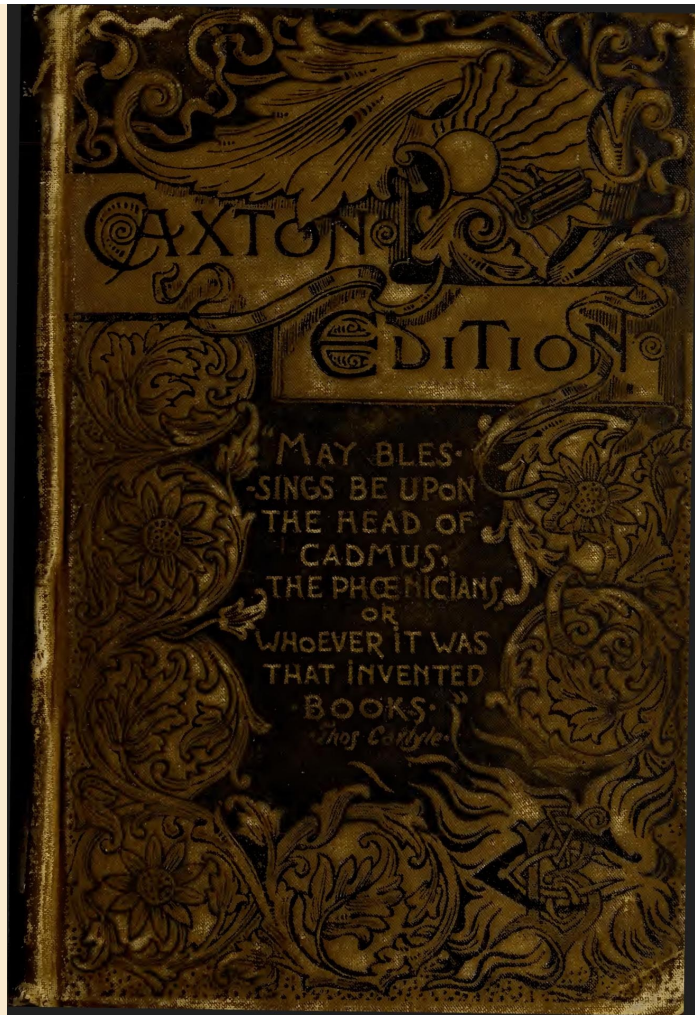 CAXTON
EDITION
"MAY BLES-
-SINGS BE UPON
THE HEAD OF
CADMUS,
THE PHŒNICIANS,
OR
WHOEVER IT WAS
THAT INVENTED
·BOOKS·"
Thos Carlyle·